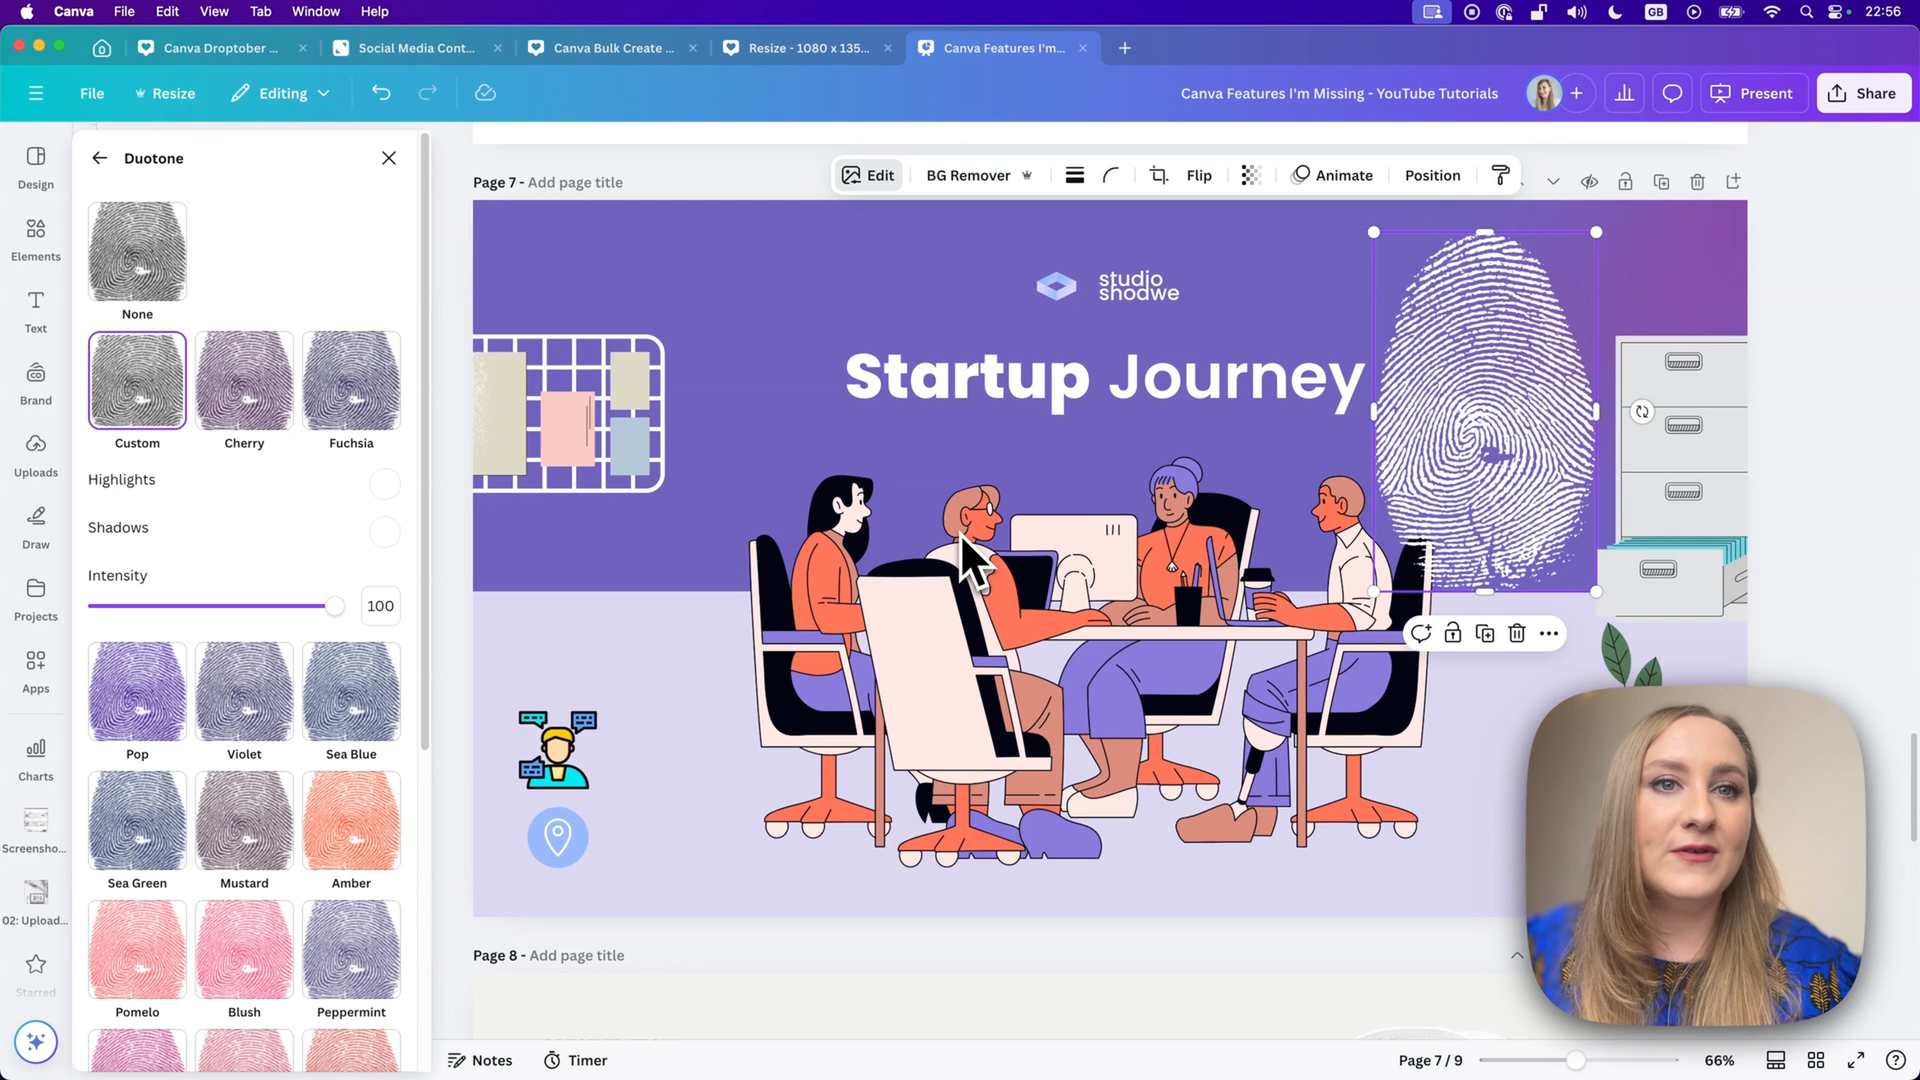 Canva File Edit View Tab Window Help
GB 22:56
Canva Droptober ...
Social Media Cont...
Canva Bulk Create ...
Resize - 1080 x 135...
Canva Features I'm...
File Resize Editing
Canva Features I'm Missing - YouTube Tutorials
Present Share
Design
Elements
Text
Brand
Uploads
Draw
Projects
Apps
Charts
Screensho...
02: Upload...
Starred
Duotone
None
Custom Cherry Fuchsia
Highlights
Shadows
Intensity
100
Pop Violet Sea Blue
Sea Green Mustard Amber
Pomelo Blush Peppermint
Page 7 - Add page title
Edit BG Remover Flip Animate Position
studio
shodwe
Startup Journey
Page 8 - Add page title
Notes Timer
Page 7 / 9 66%